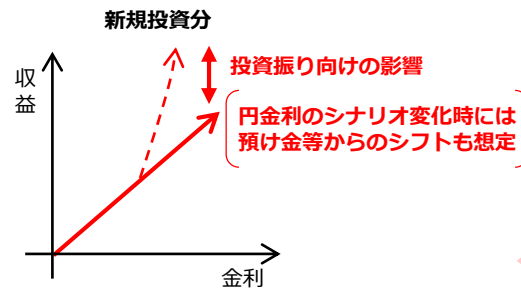 新規投資分
収
益
投資振り向けの影響
円金利のシナリオ変化時には
預け金等からのシフトも想定
金利